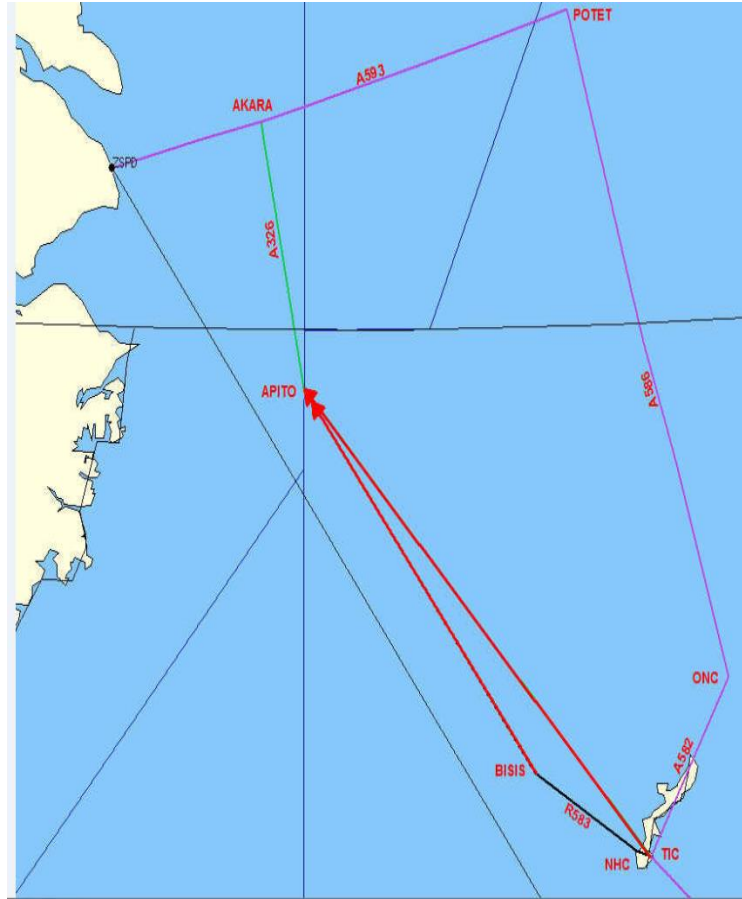 POTET
A593
AKARA
ZSPD
A326
APITO
A586
ONC
A582
BISIS
R583
NHC
TIC